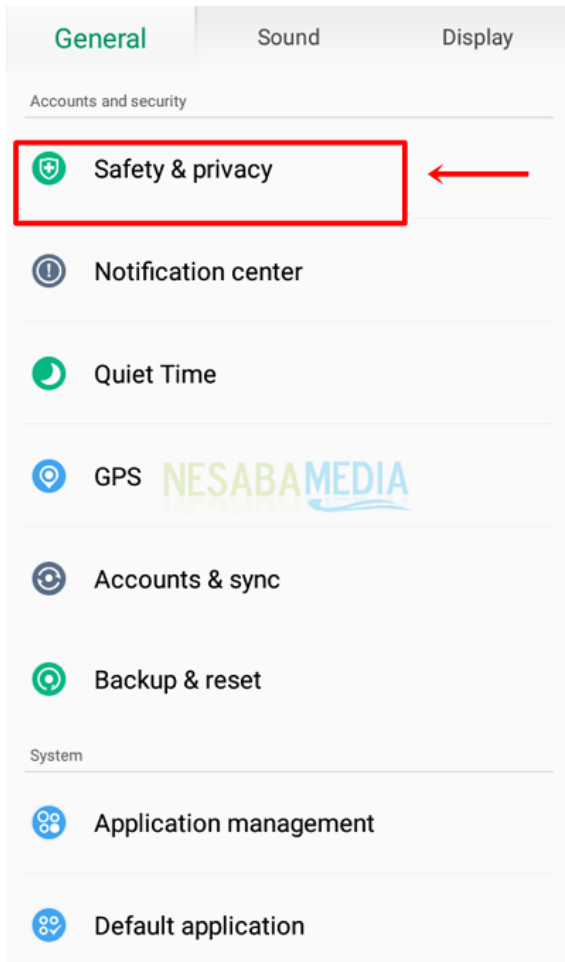 General Sound Display
Accounts and security
Safety & privacy
Notification center
Quiet Time
GPS
NESABAMEDIA
Accounts & sync
Backup & reset
System
Application management
Default application